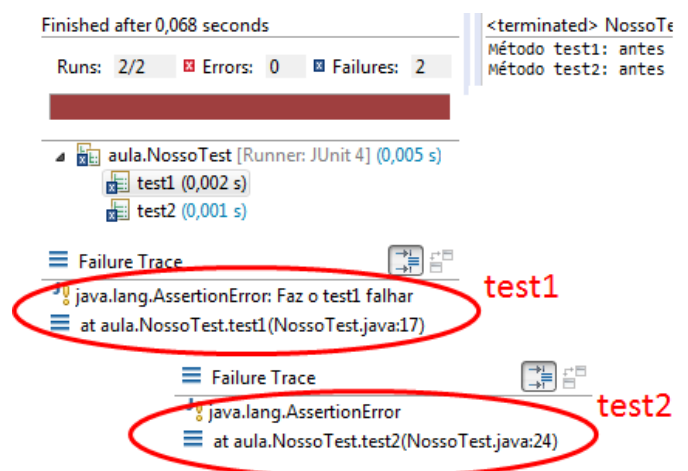 Finished after 0,068 seconds
Runs: 2/2 Errors: 0 Failures: 2
<terminated> NossoTe
Método test1: antes
Método test2: antes
aula.NossoTest [Runner: JUnit 4] (0,005 s)
test1 (0,002 s)
test2 (0,001 s)
Failure Trace
java.lang.AssertionError: Faz o test1 falhar
at aula.NossoTest.test1(NossoTest.java:17)
test1
Failure Trace
java.lang.AssertionError
at aula.NossoTest.test2(NossoTest.java:24)
test2